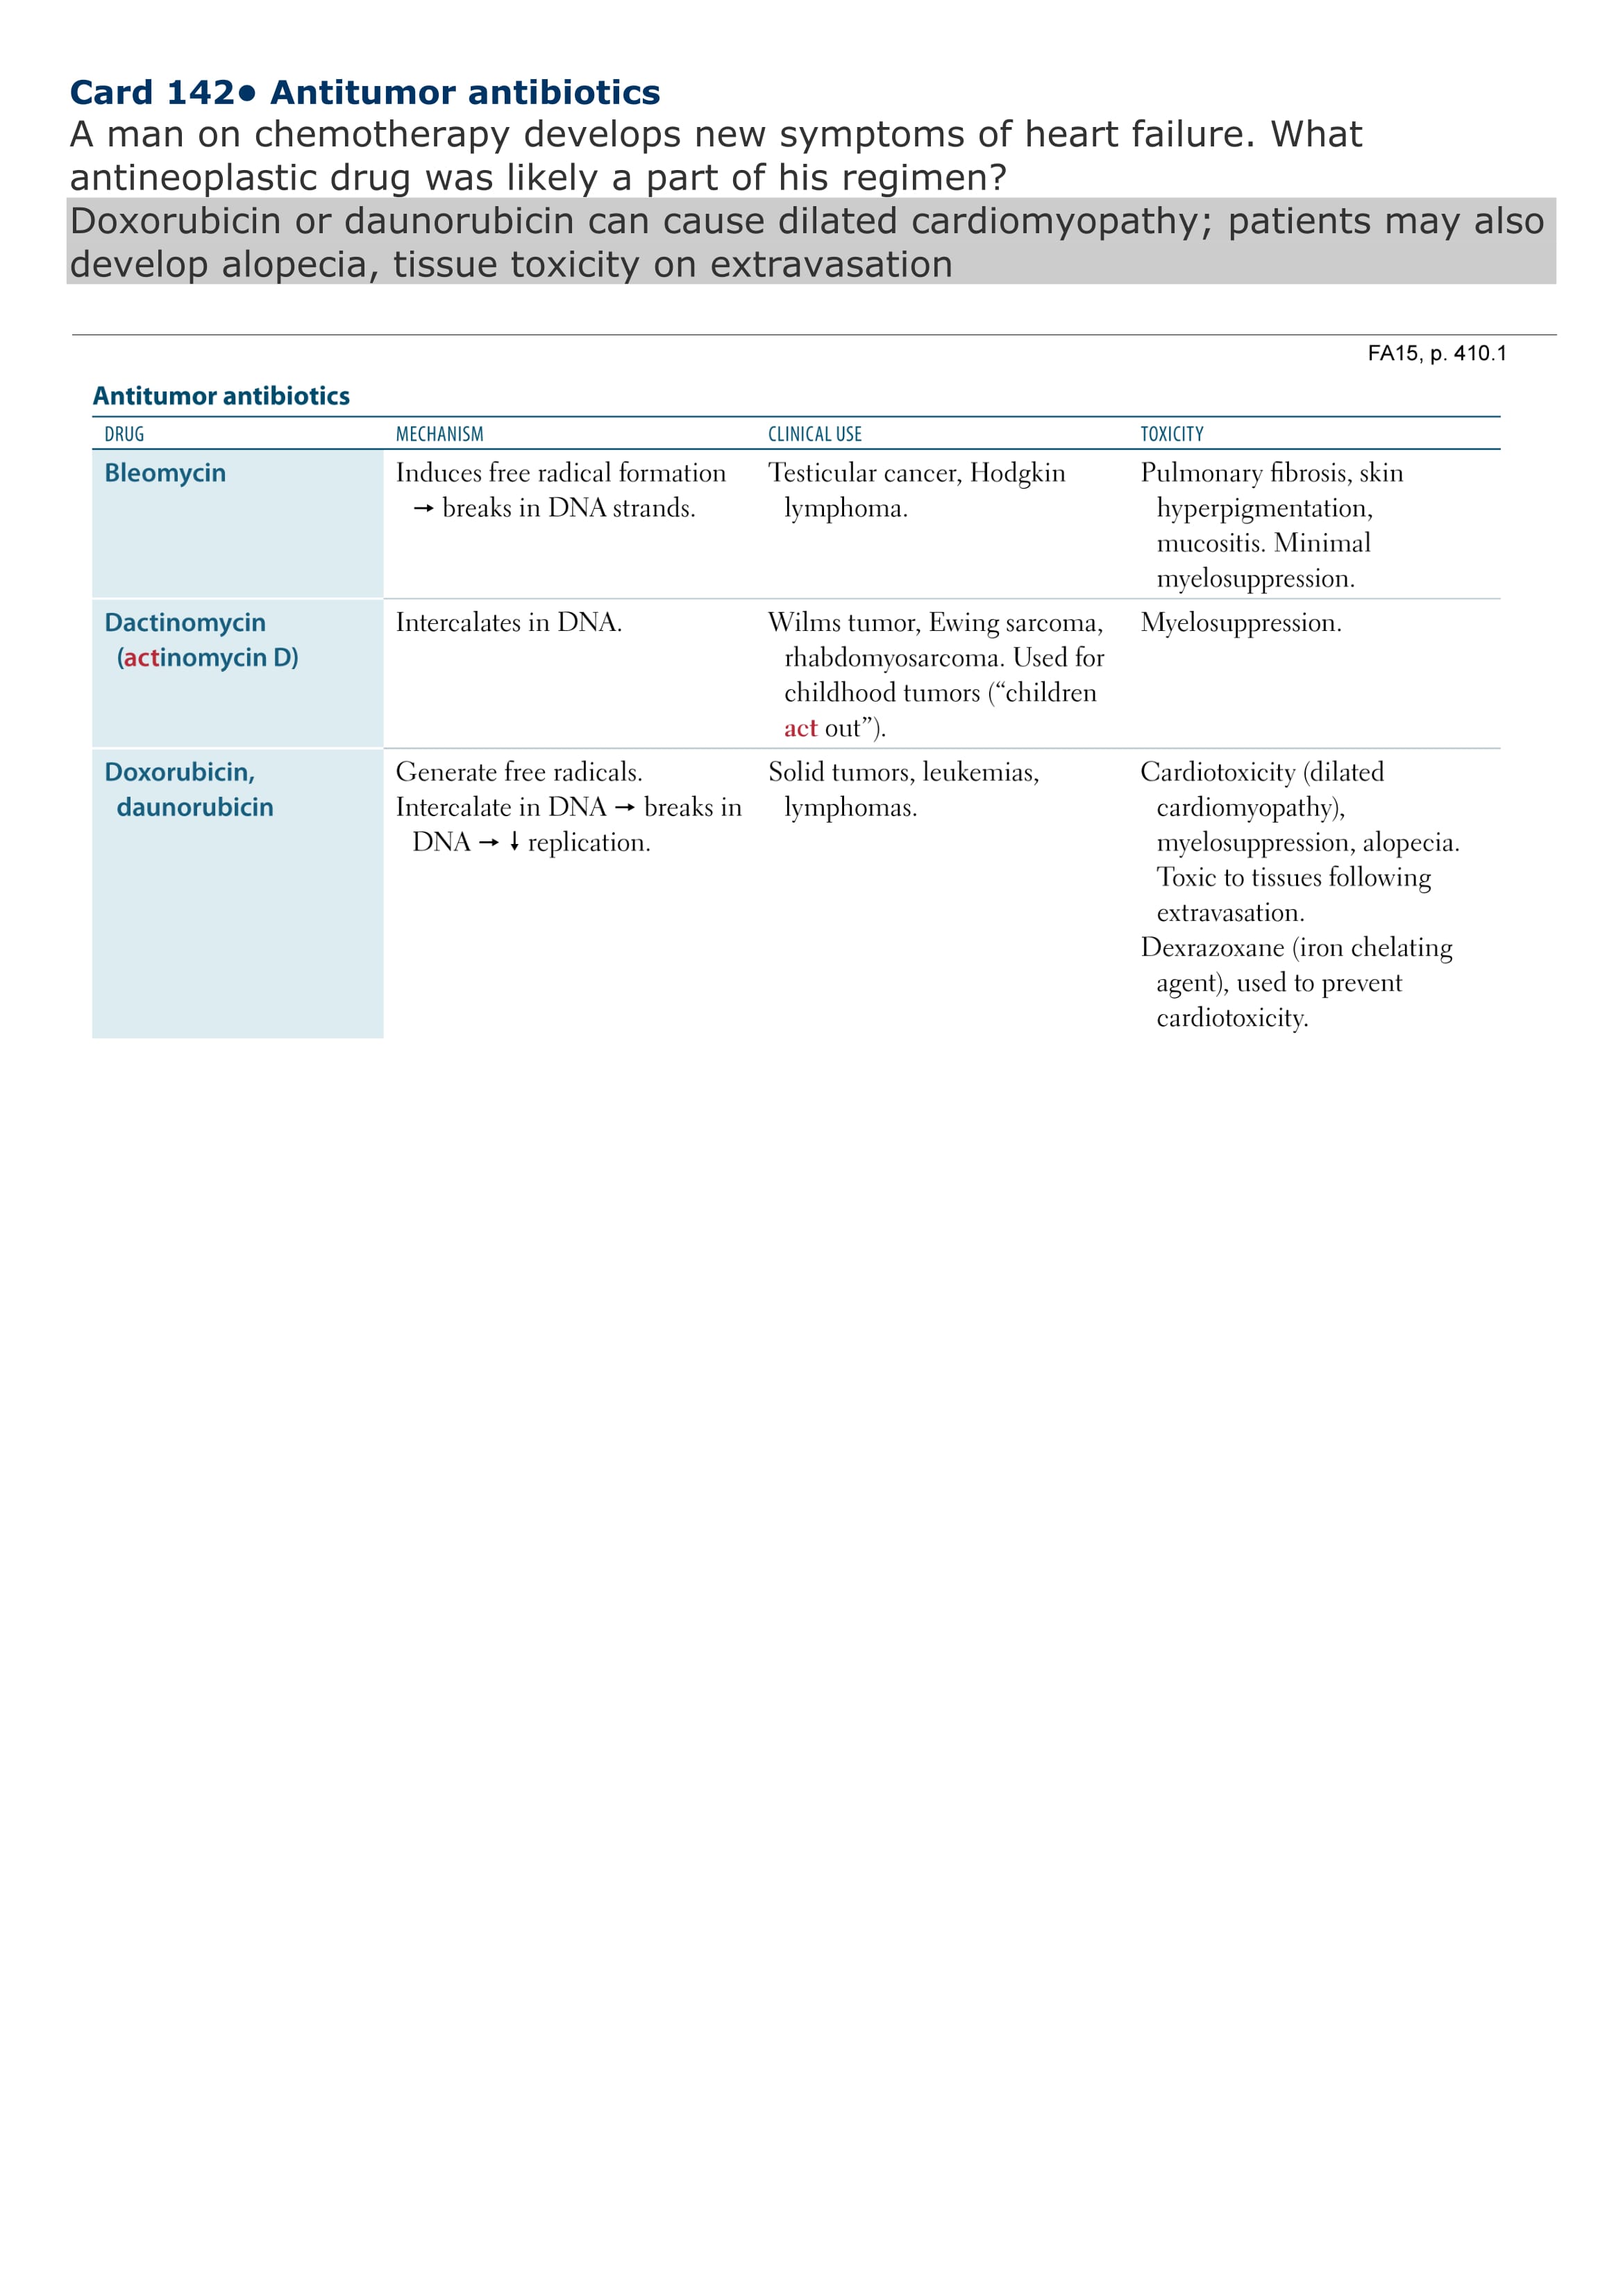 Card 142● Antitumor antibiotics
A man on chemotherapy develops new symptoms of heart failure. What
antineoplastic drug was likely a part of his regimen?
Doxorubicin or daunorubicin can cause dilated cardiomyopathy; patients may also
develop alopecia, tissue toxicity on extravasation
FA15, p. 410.1
Antitumor antibiotics
DRUG MECHANISM CLINICAL USE TOXICITY
Bleomycin Induces free radical formation Testicular cancer, Hodgkin Pulmonary fibrosis, skin
→ breaks in DNA strands. lymphoma. hyperpigmentation,
mucositis. Minimal
myelosuppression.
Dactinomycin Intercalates in DNA. Wilms tumor, Ewing sarcoma, Myelosuppression.
(actinomycin D) rhabdomyosarcoma. Used for
childhood tumors (“children
act out”).
Doxorubicin, Generate free radicals. Solid tumors, leukemias, Cardiotoxicity (dilated
daunorubicin Intercalate in DNA → breaks in lymphomas. cardiomyopathy),
DNA → ↓ replication. myelosuppression, alopecia.
Toxic to tissues following
extravasation.
Dexrazoxane (iron chelating
agent), used to prevent
cardiotoxicity.